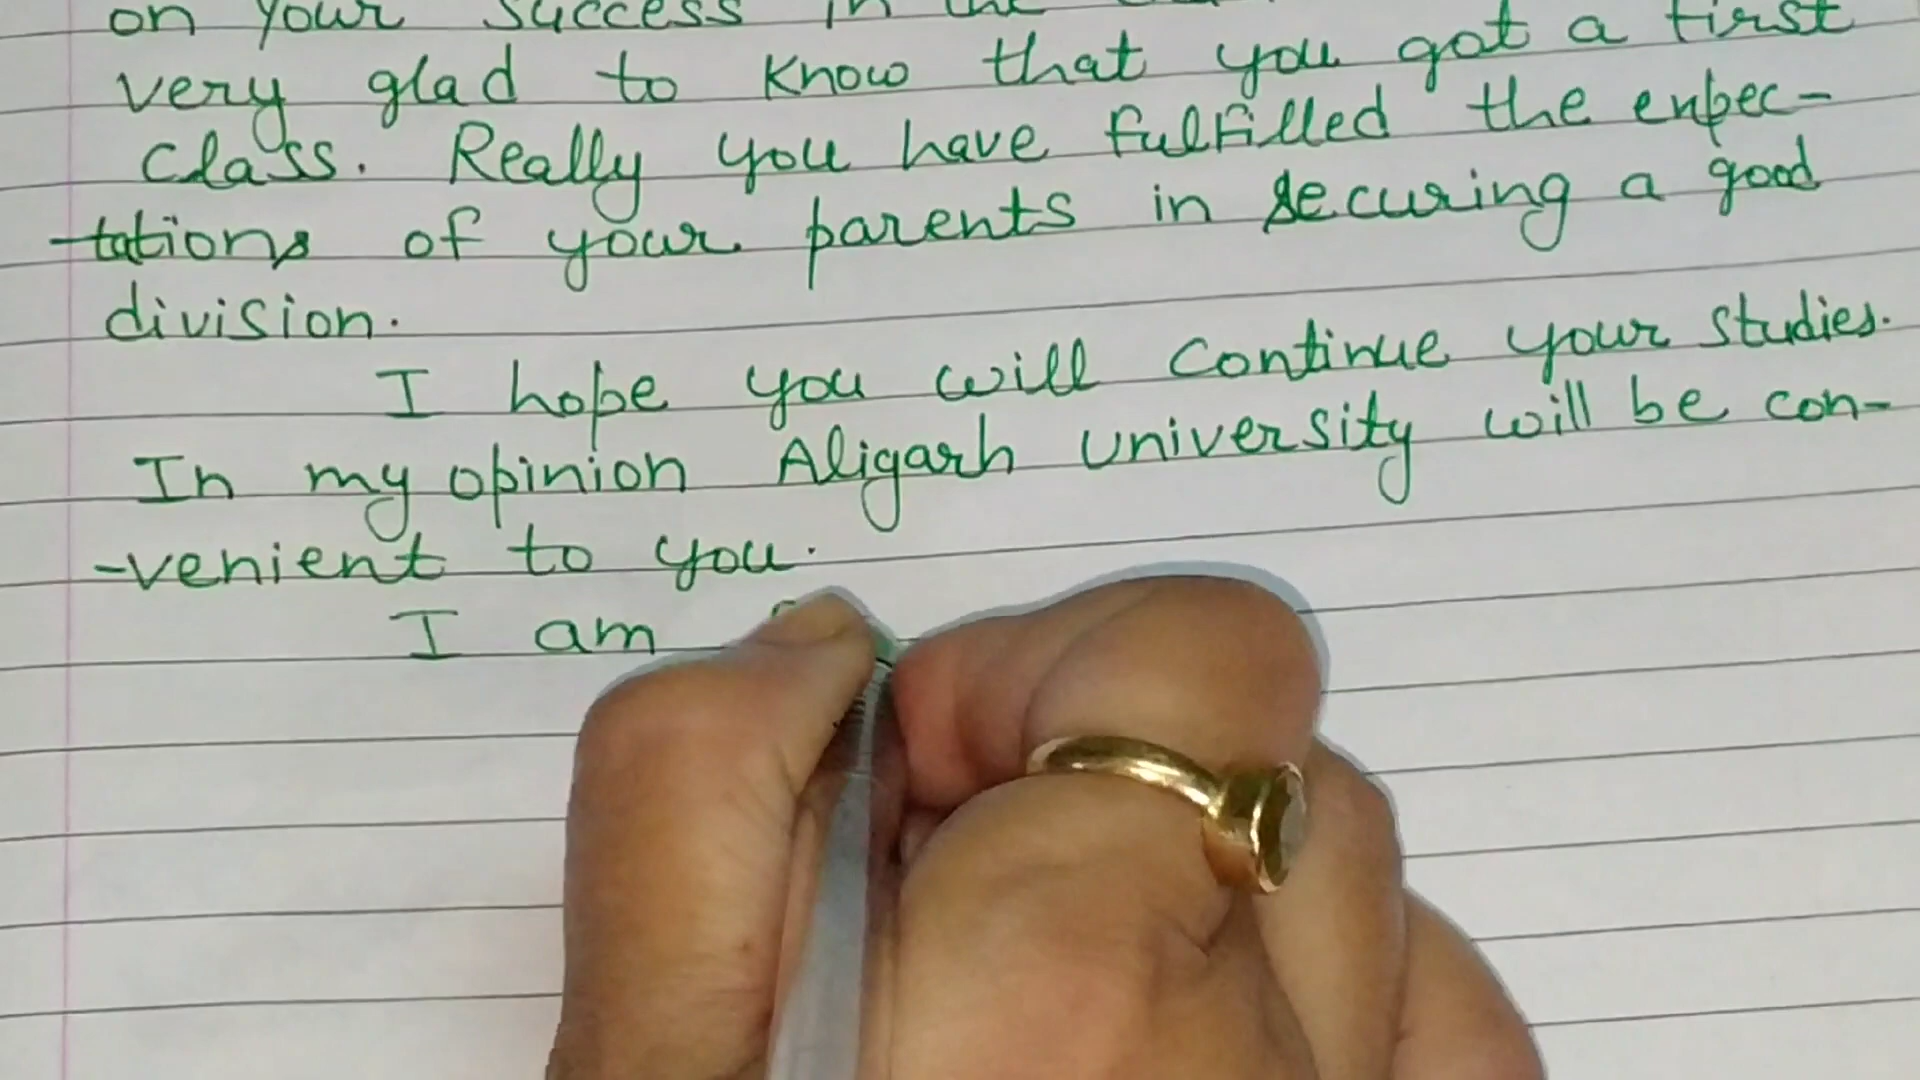 on your success in the
very glad to know that you got a first
class. Really you have fulfilled the expec-
-tations of your parents in securing a good
division.
I hope you will continue your studies.
In my opinion Aligarh university will be con-
-venient to you.
I am